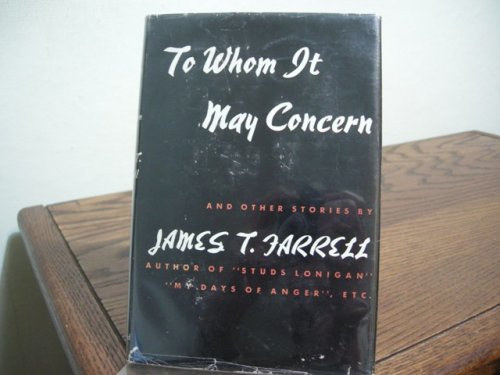 To Whom It
May Concern
AND OTHER STORIES BY
JAMES T. FARRELL
AUTHOR OF "STUDS LONIGAN"
"MY DAYS OF ANGER", ETC.